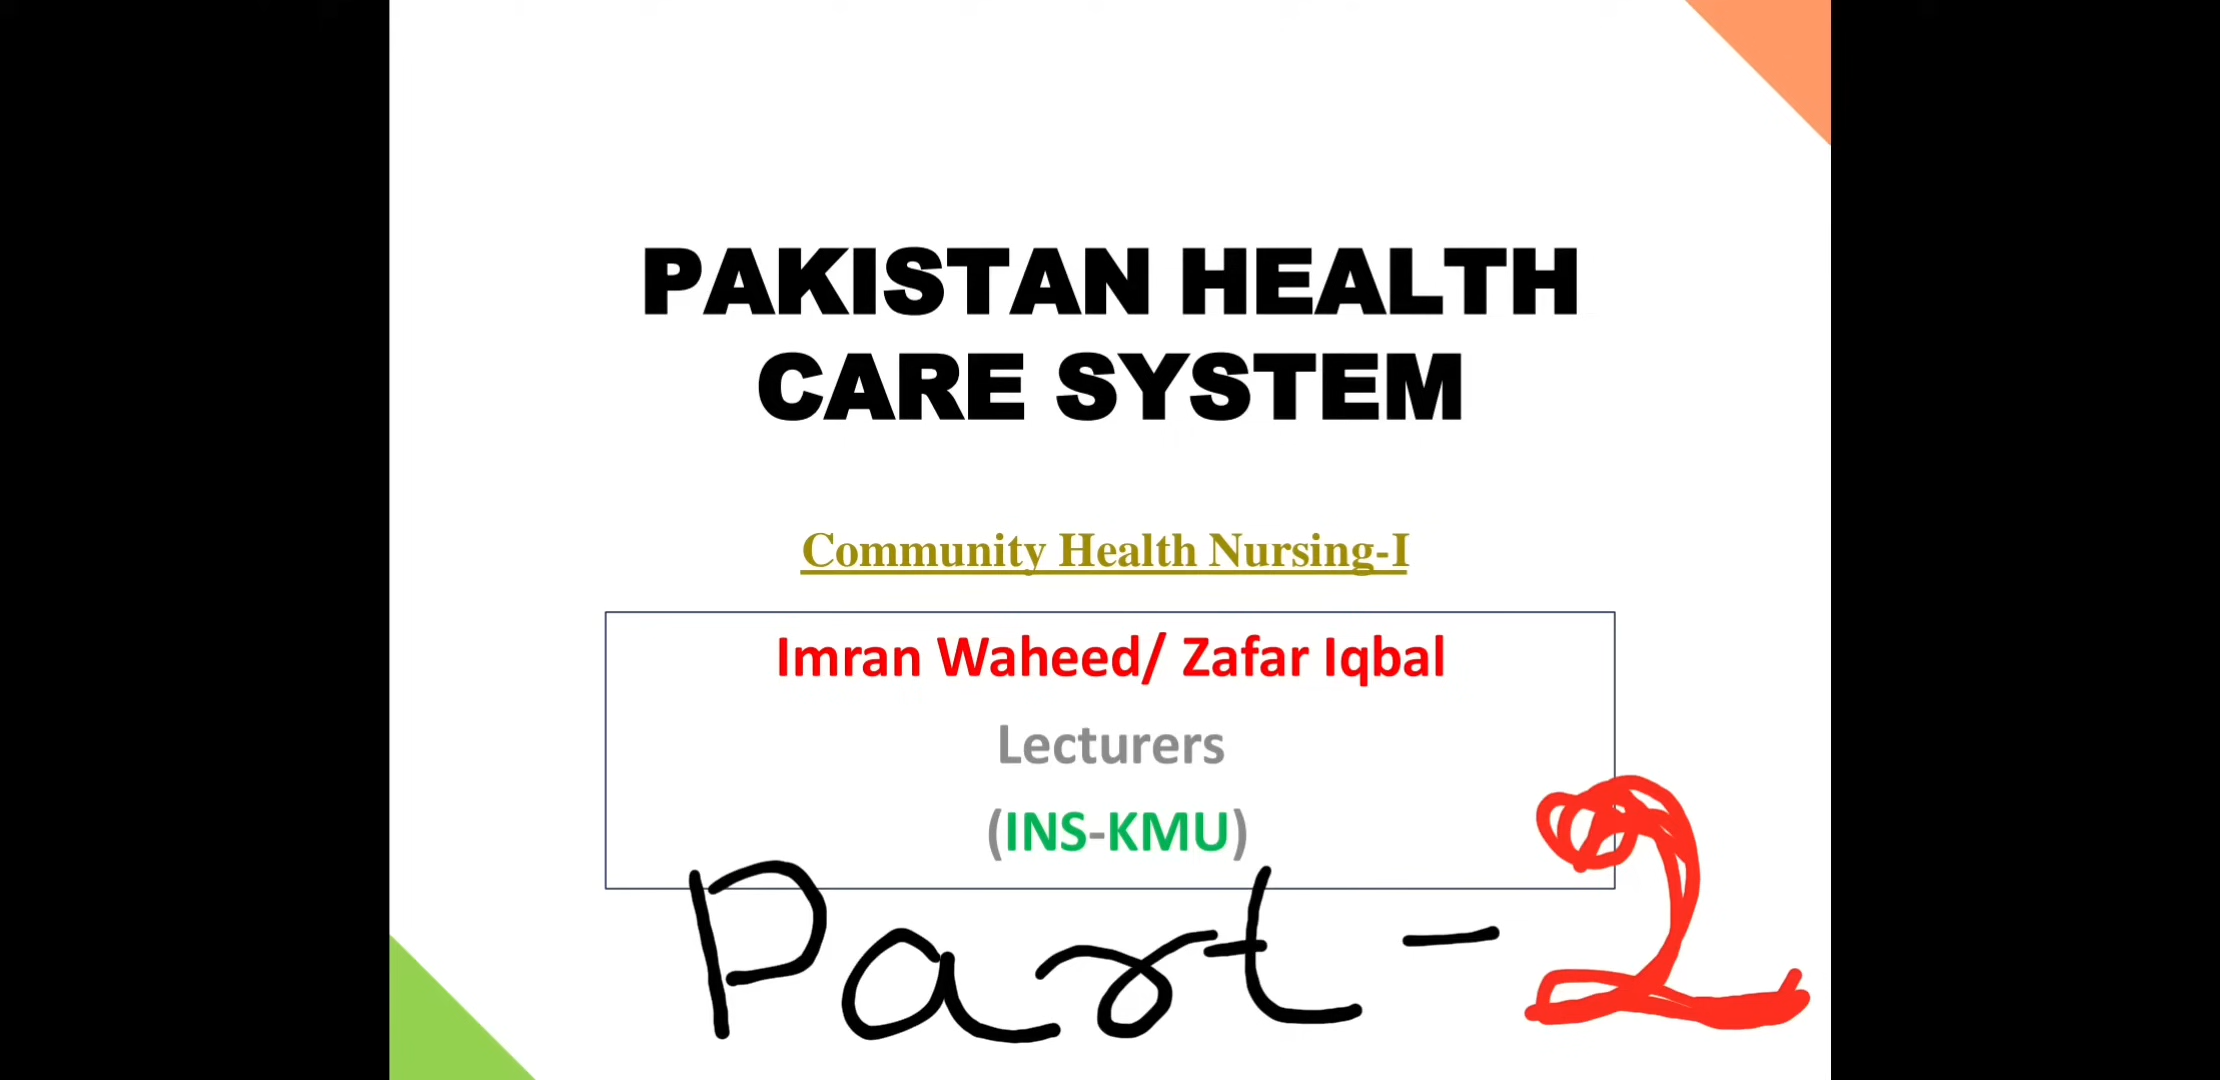 PAKISTAN HEALTH
CARE SYSTEM
Community Health Nursing-I
Imran Waheed/ Zafar Iqbal
Lecturers
(INS-KMU)
Part - 2